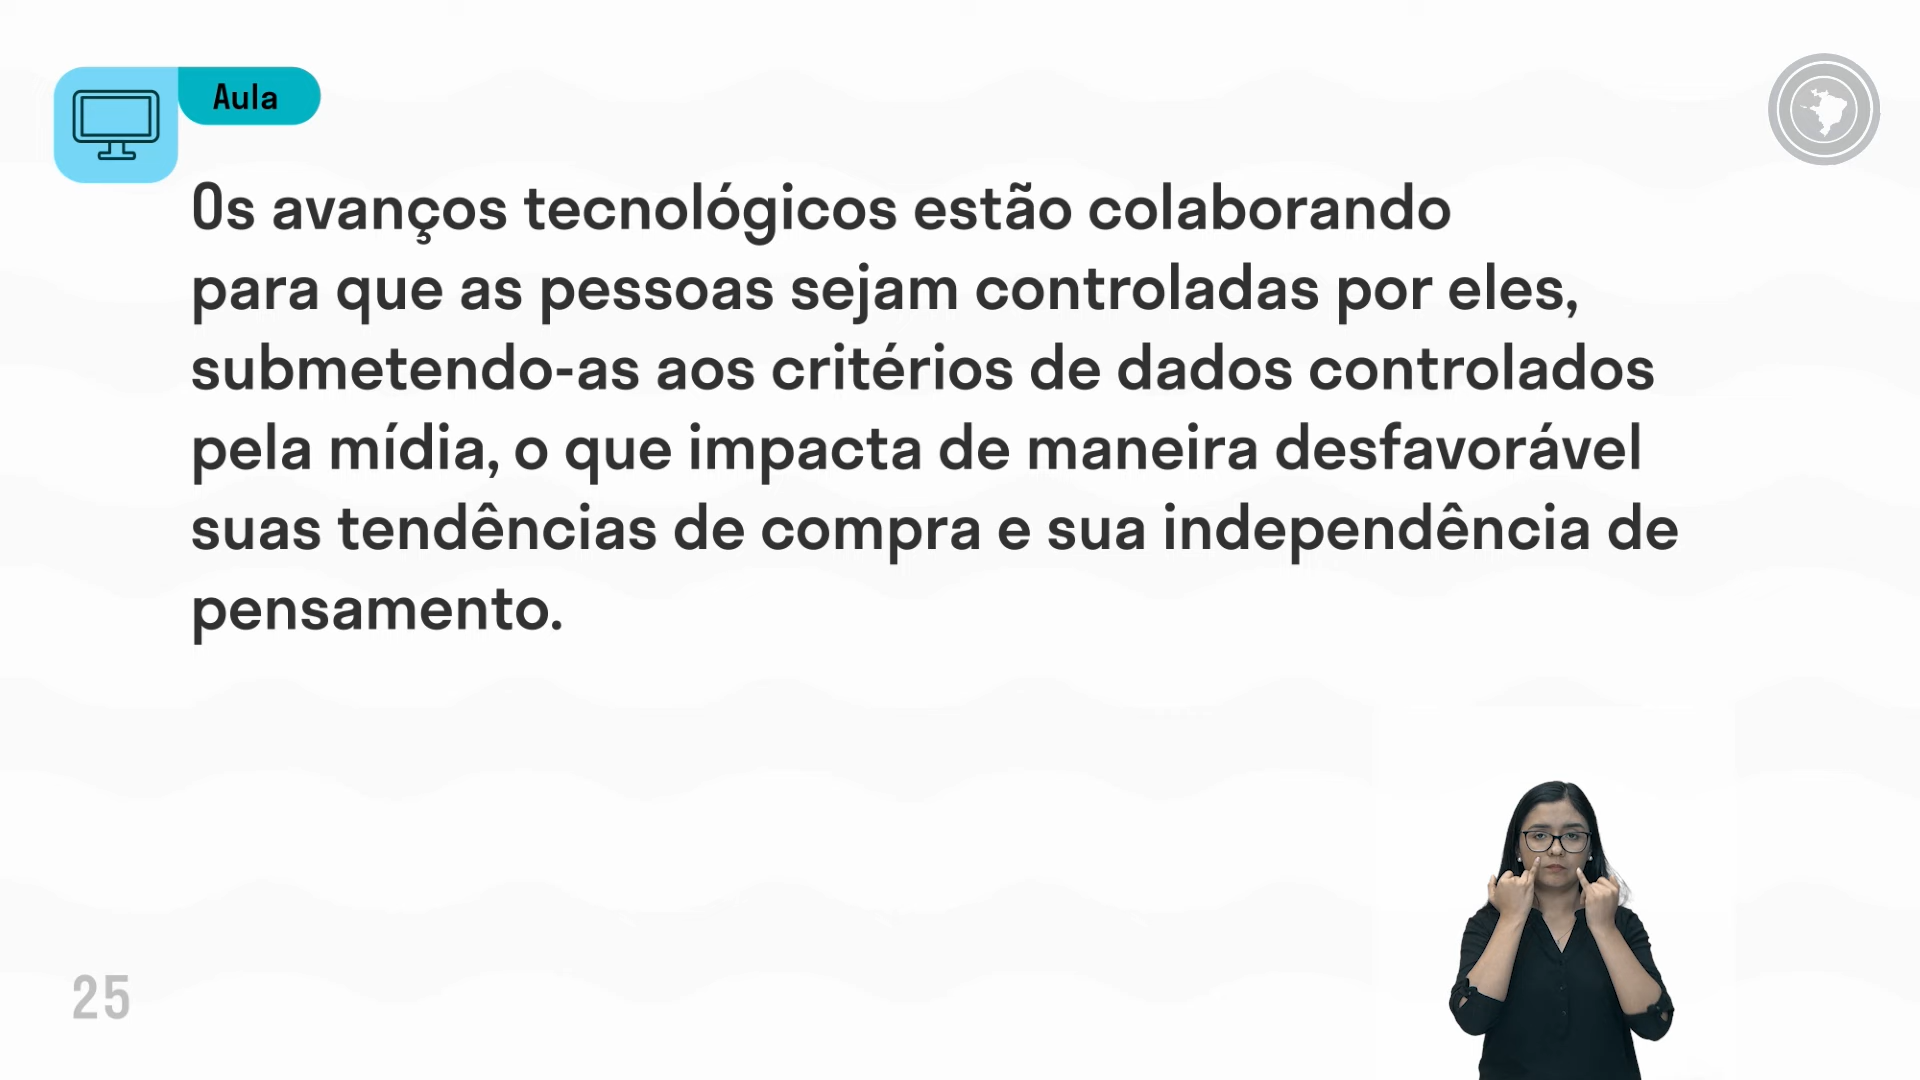 Aula
Os avanços tecnológicos estão colaborando
para que as pessoas sejam controladas por eles,
submetendo-as aos critérios de dados controlados
pela mídia, o que impacta de maneira desfavorável
suas tendências de compra e sua independência de
pensamento.
25